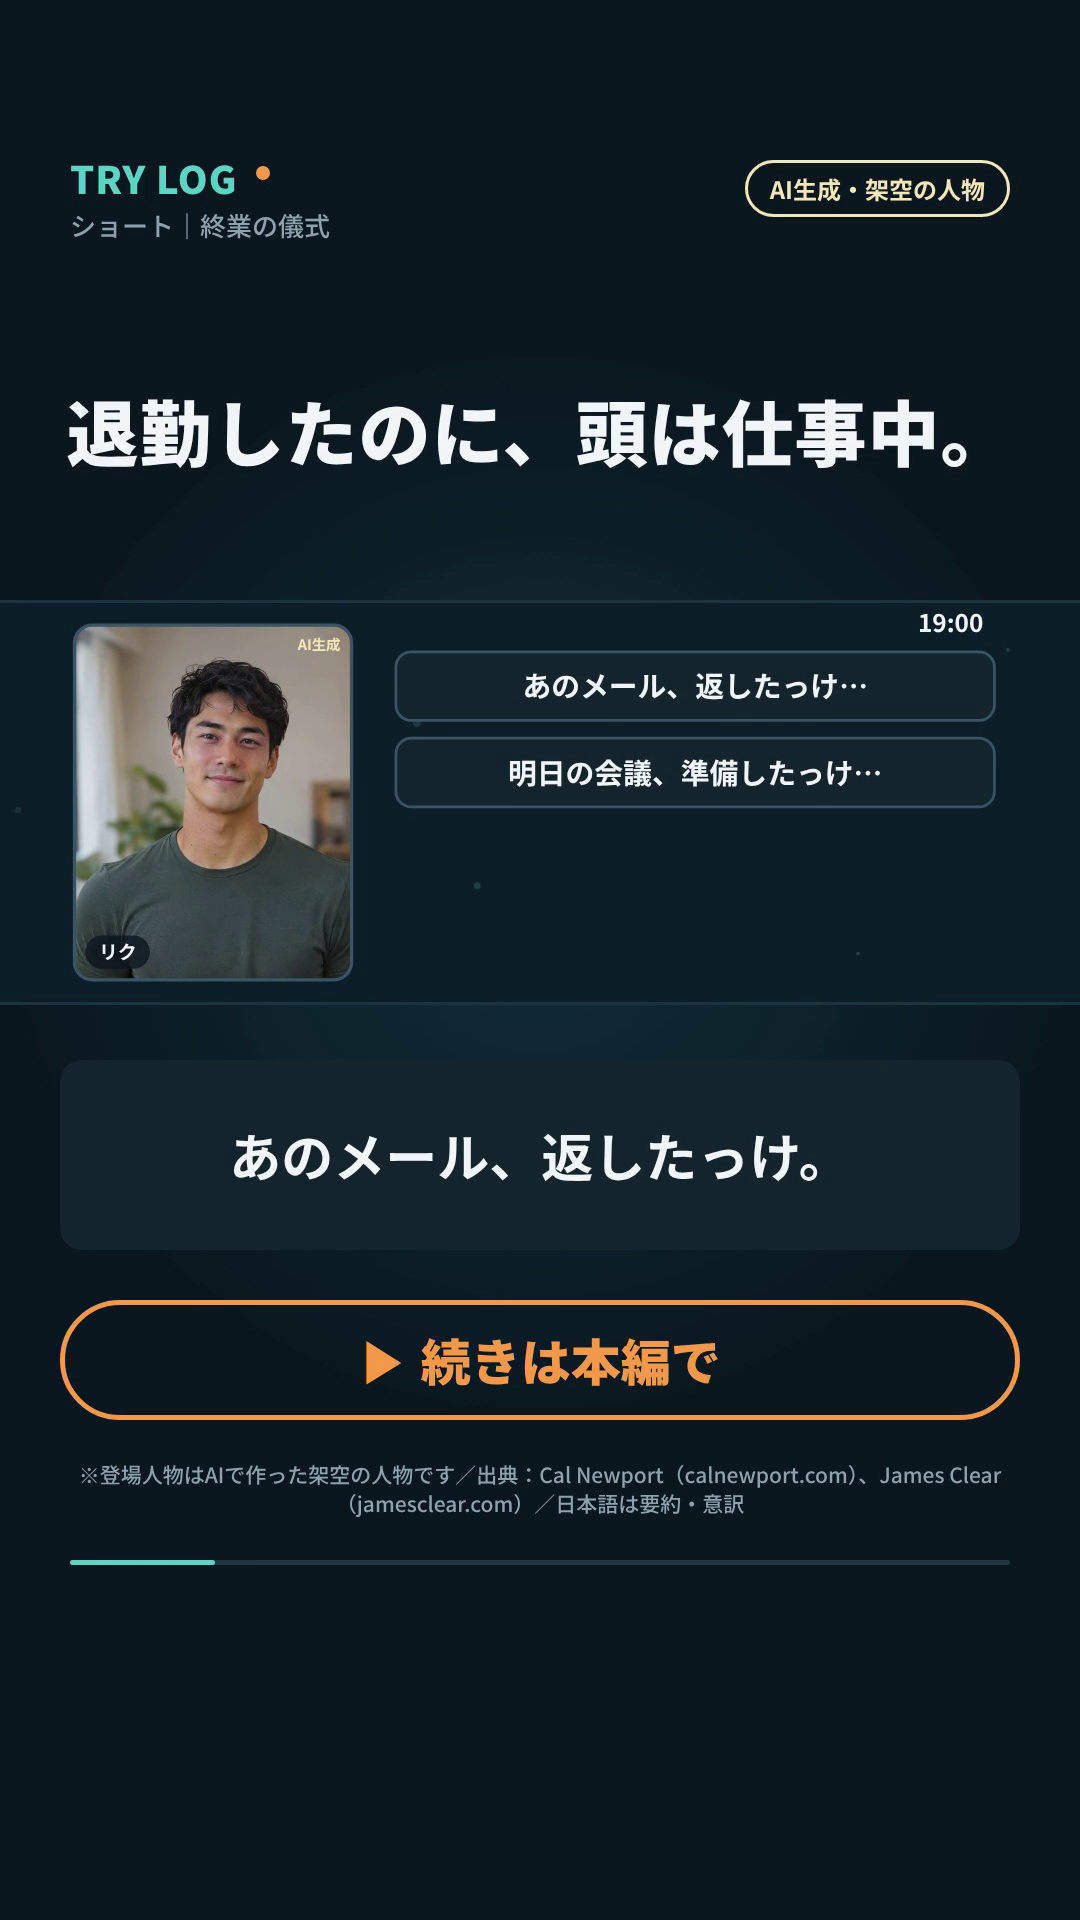 TRY LOG
ショート｜終業の儀式
AI生成・架空の人物
退勤したのに、頭は仕事中。
19:00
AI生成
あのメール、返したっけ…
明日の会議、準備したっけ…
リク
あのメール、返したっけ。
▶ 続きは本編で
※登場人物はAIで作った架空の人物です／出典：Cal Newport（calnewport.com）、James Clear
（jamesclear.com）／日本語は要約・意訳